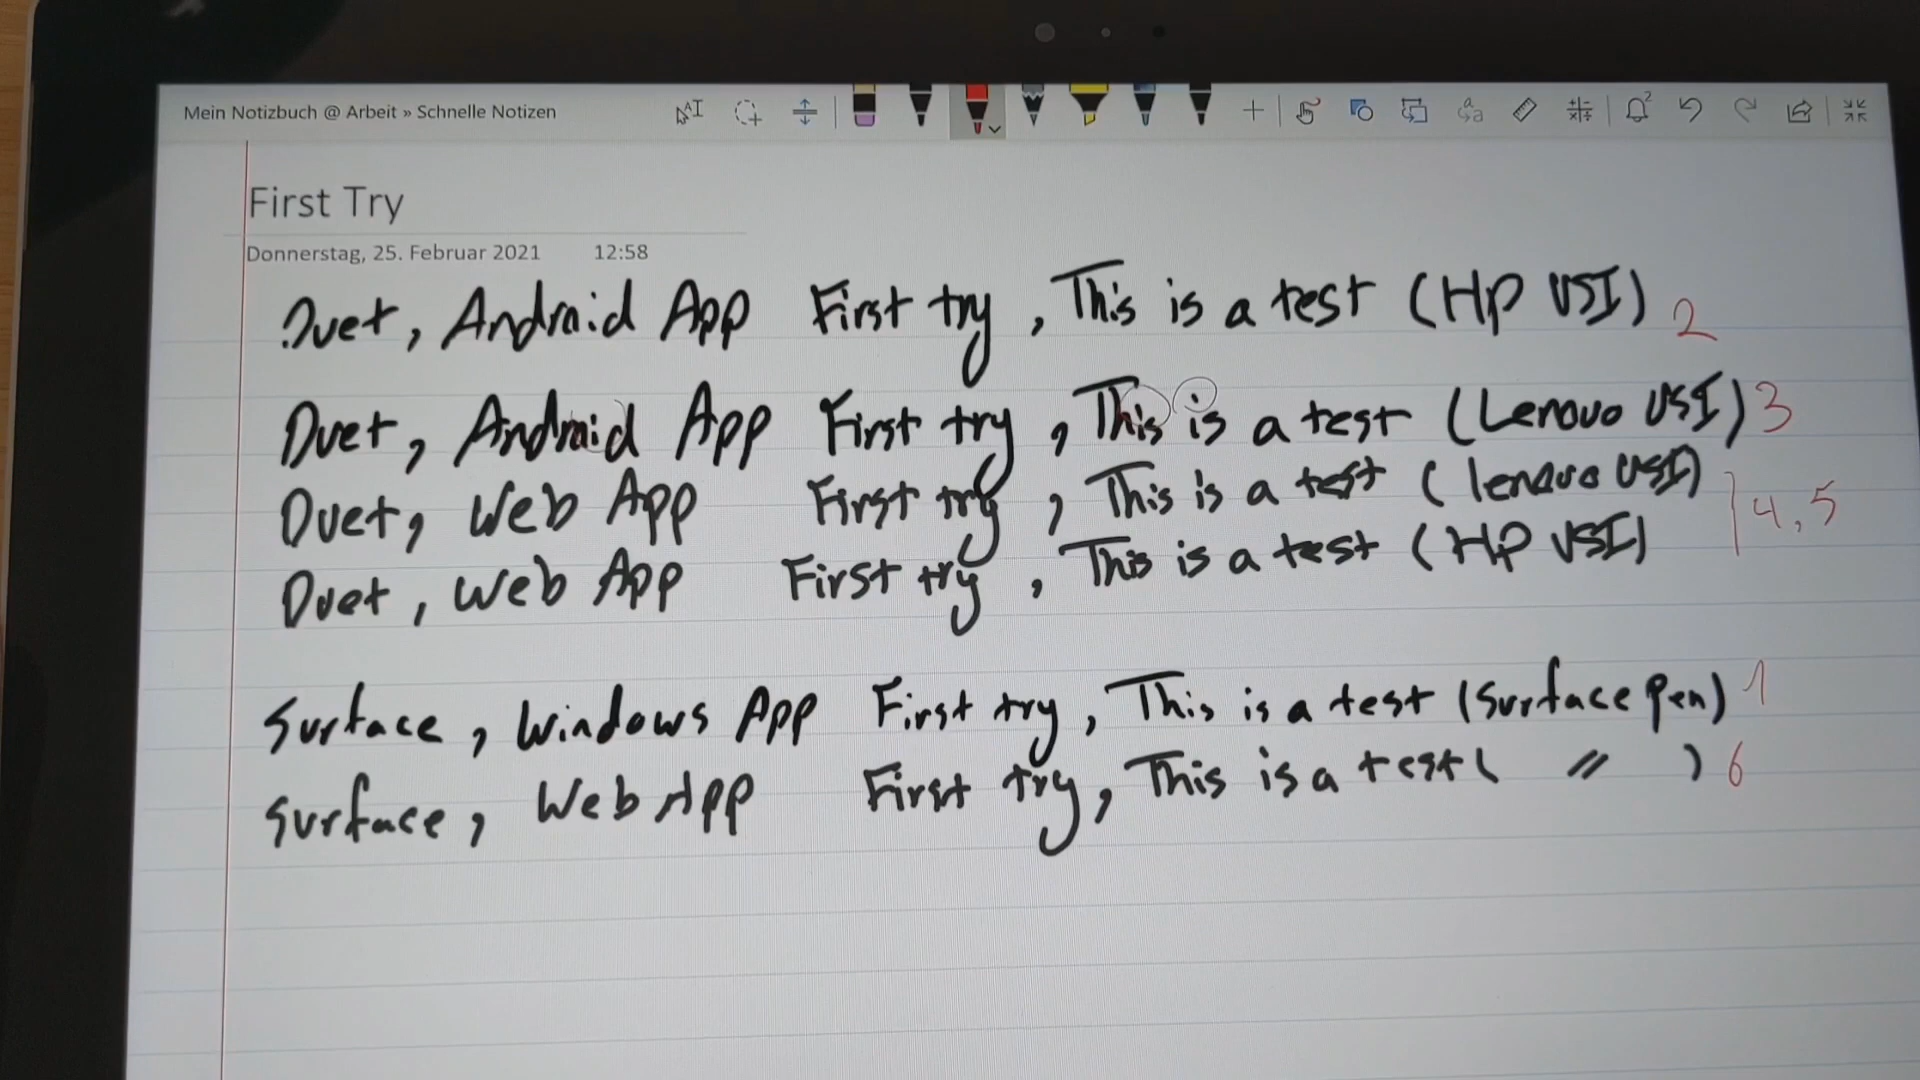 Mein Notizbuch @ Arbeit » Schnelle Notizen
First Try
Donnerstag, 25. Februar 2021 12:58
Duet, Android App First try, This is a test (HP USI) 2
Duet, Android App First try, This is a test (Lenovo USI) 3
Duet, Web App First try, This is a test (lenovo USI)
4, 5
Duet, Web App First try, This is a test (HP USI)
Surface, Windows App First try, This is a test (Surface Pen) 1
Surface, Web App First try, This is a test ( 〃 ) 6